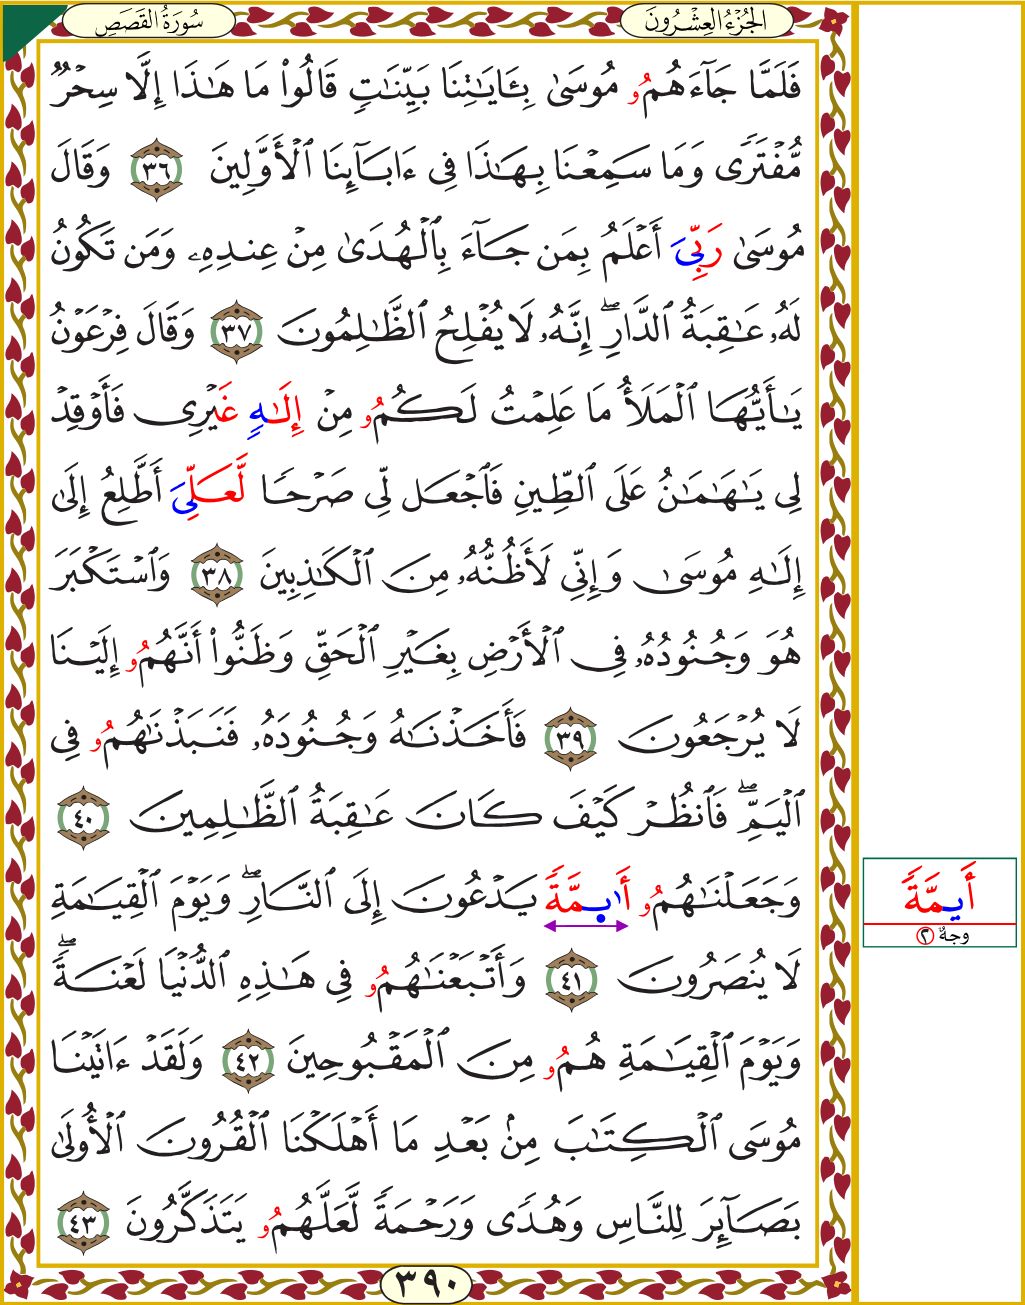 الجُزْءُ العِشْرُونَ
سُورَةُ القَصَصِ
فَلَمَّا جَآءَهُمُۥ مُوسَىٰ بِـَٔايَٰتِنَا بَيِّنَٰتٍ قَالُوا۟ مَا هَٰذَآ إِلَّا سِحْرٌ
مُّفْتَرًى وَمَا سَمِعْنَا بِهَٰذَا فِى ءَابَآئِنَا ٱلْأَوَّلِينَ ٣٦ وَقَالَ
مُوسَىٰ رَبِّىَ أَعْلَمُ بِمَن جَآءَ بِٱلْهُدَىٰ مِنْ عِندِهِۦ وَمَن تَكُونُ
لَهُۥ عَٰقِبَةُ ٱلدَّارِۖ إِنَّهُۥ لَا يُفْلِحُ ٱلظَّٰلِمُونَ ٣٧ وَقَالَ فِرْعَوْنُ
يَٰٓأَيُّهَا ٱلْمَلَأُ مَا عَلِمْتُ لَكُمُۥ مِنْ إِلَٰهٍ غَيْرِى فَأَوْقِدْ
لِى يَٰهَٰمَٰنُ عَلَى ٱلطِّينِ فَٱجْعَل لِّى صَرْحًا لَّعَلِّىَ أَطَّلِعُ إِلَىٰ
إِلَٰهِ مُوسَىٰ وَإِنِّى لَأَظُنُّهُۥ مِنَ ٱلْكَٰذِبِينَ ٣٨ وَٱسْتَكْبَرَ
هُوَ وَجُنُودُهُۥ فِى ٱلْأَرْضِ بِغَيْرِ ٱلْحَقِّ وَظَنُّوٓا۟ أَنَّهُمُۥ إِلَيْنَا
لَا يُرْجَعُونَ ٣٩ فَأَخَذْنَٰهُ وَجُنُودَهُۥ فَنَبَذْنَٰهُمُۥ فِى
ٱلْيَمِّۖ فَٱنظُرْ كَيْفَ كَانَ عَٰقِبَةُ ٱلظَّٰلِمِينَ ٤٠
وَجَعَلْنَٰهُمُۥ أَا۬ىِٕمَّةً يَدْعُونَ إِلَى ٱلنَّارِۖ وَيَوْمَ ٱلْقِيَٰمَةِ
أَيِمَّةً
وجهٌ ٢
لَا يُنصَرُونَ ٤١ وَأَتْبَعْنَٰهُمُۥ فِى هَٰذِهِ ٱلدُّنْيَا لَعْنَةًۖ
وَيَوْمَ ٱلْقِيَٰمَةِ هُمُۥ مِنَ ٱلْمَقْبُوحِينَ ٤٢ وَلَقَدْ ءَاتَيْنَا
مُوسَى ٱلْكِتَٰبَ مِنۢ بَعْدِ مَآ أَهْلَكْنَا ٱلْقُرُونَ ٱلْأُولَىٰ
بَصَآئِرَ لِلنَّاسِ وَهُدًى وَرَحْمَةً لَّعَلَّهُمُۥ يَتَذَكَّرُونَ ٤٣
٣٩٠